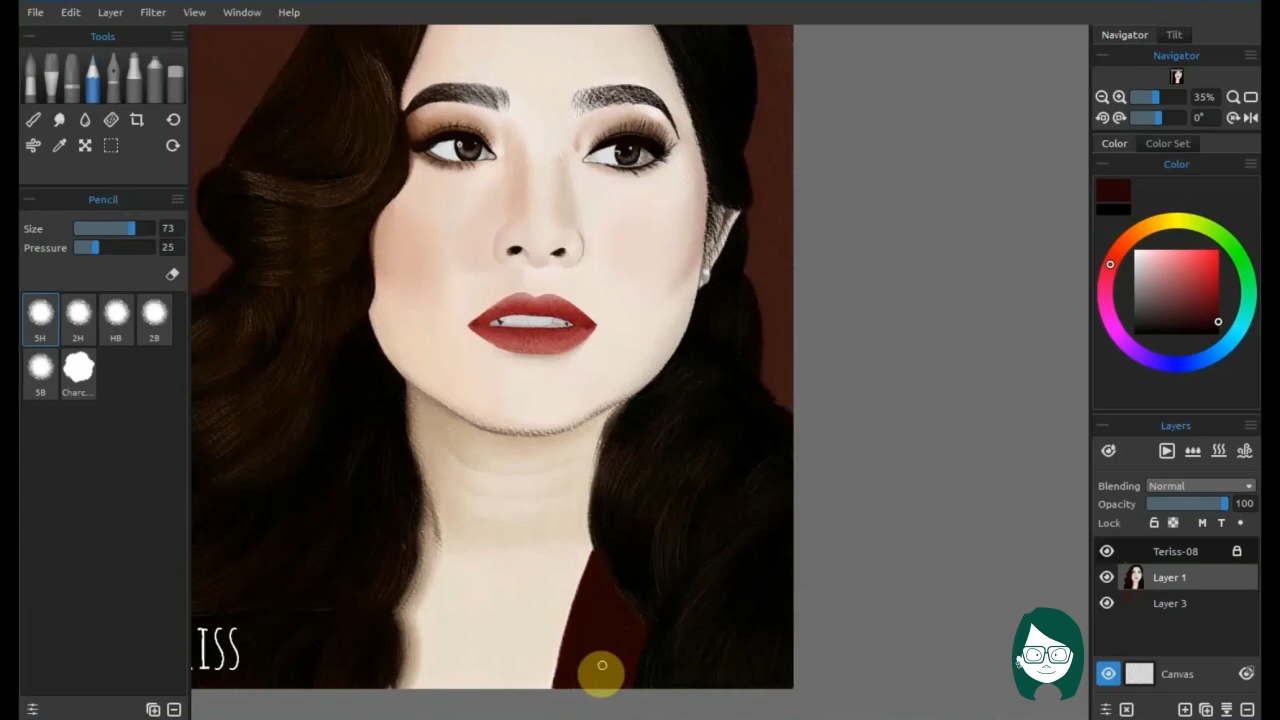 File Edit Layer Filter View Window Help
Tools
Pencil
Size 73
Pressure 25
5H 2H HB 2B
5B Charc...
ISS
Navigator Tilt
Navigator
35%
0°
Color Color Set
Color
Layers
Blending Normal
Opacity 100
Lock M T
Teriss-08
Layer 1
Layer 3
Canvas